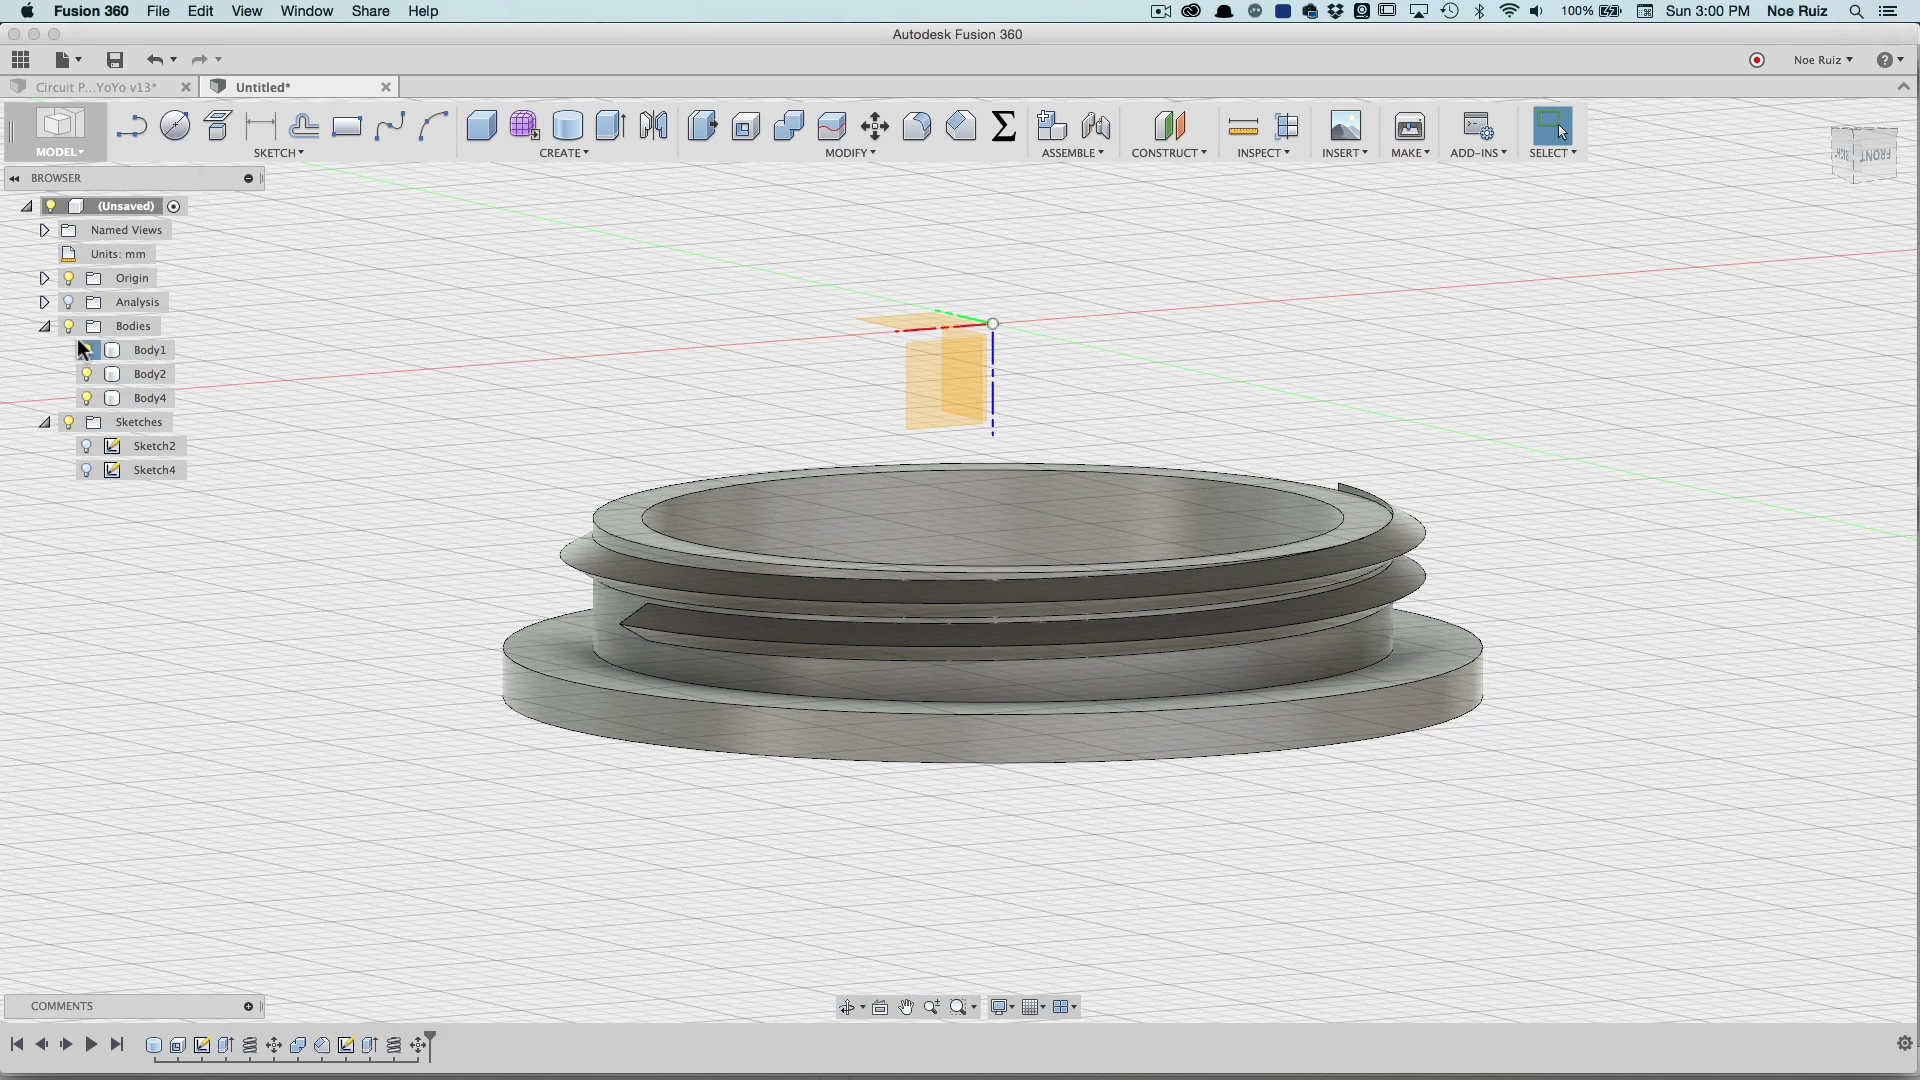 Fusion 360 File Edit View Window Share Help 100% Sun 3:00 PM Noe Ruiz
Autodesk Fusion 360
Noe Ruiz
Circuit P...YoYo v13*
Untitled*
MODEL
SKETCH
CREATE
MODIFY
ASSEMBLE
CONSTRUCT
INSPECT
INSERT
MAKE
ADD-INS
SELECT
BROWSER
(Unsaved)
Named Views
Units: mm
Origin
Analysis
Bodies
Body1
Body2
Body4
Sketches
Sketch2
Sketch4
RIGHT
FRONT
COMMENTS